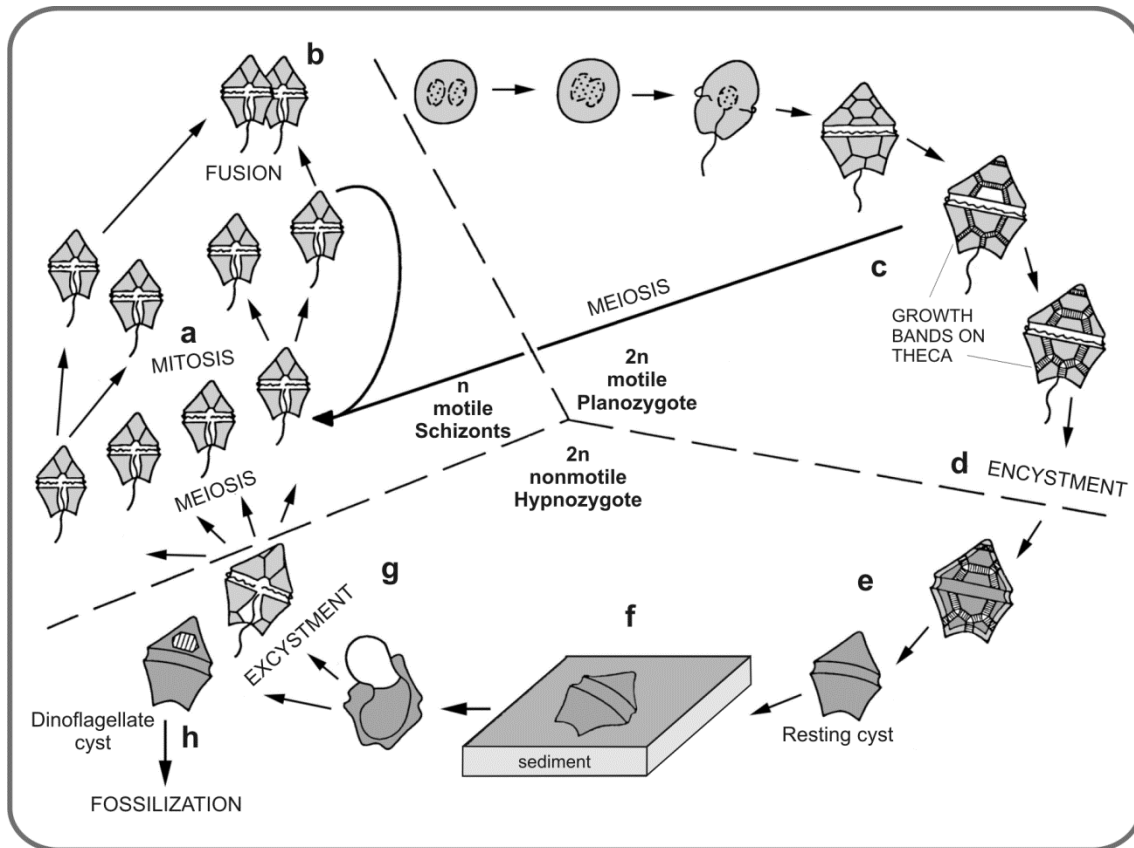 b
FUSION
a
MITOSIS
MEIOSIS
c
GROWTH
BANDS ON
THECA
n
motile
Schizonts
2n
motile
Planozygote
2n
nonmotile
Hypnozygote
d
ENCYSTMENT
MEIOSIS
g
EXCYSTMENT
f
e
Dinoflagellate
cyst
h
FOSSILIZATION
sediment
Resting cyst